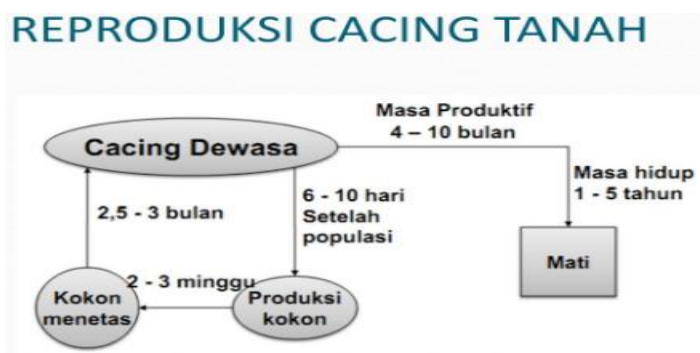 REPRODUKSI CACING TANAH
Masa Produktif
4 – 10 bulan
Cacing Dewasa
Masa hidup
1 - 5 tahun
6 - 10 hari
Setelah
populasi
2,5 - 3 bulan
Mati
2 - 3 minggu
Kokon
menetas
Produksi
kokon